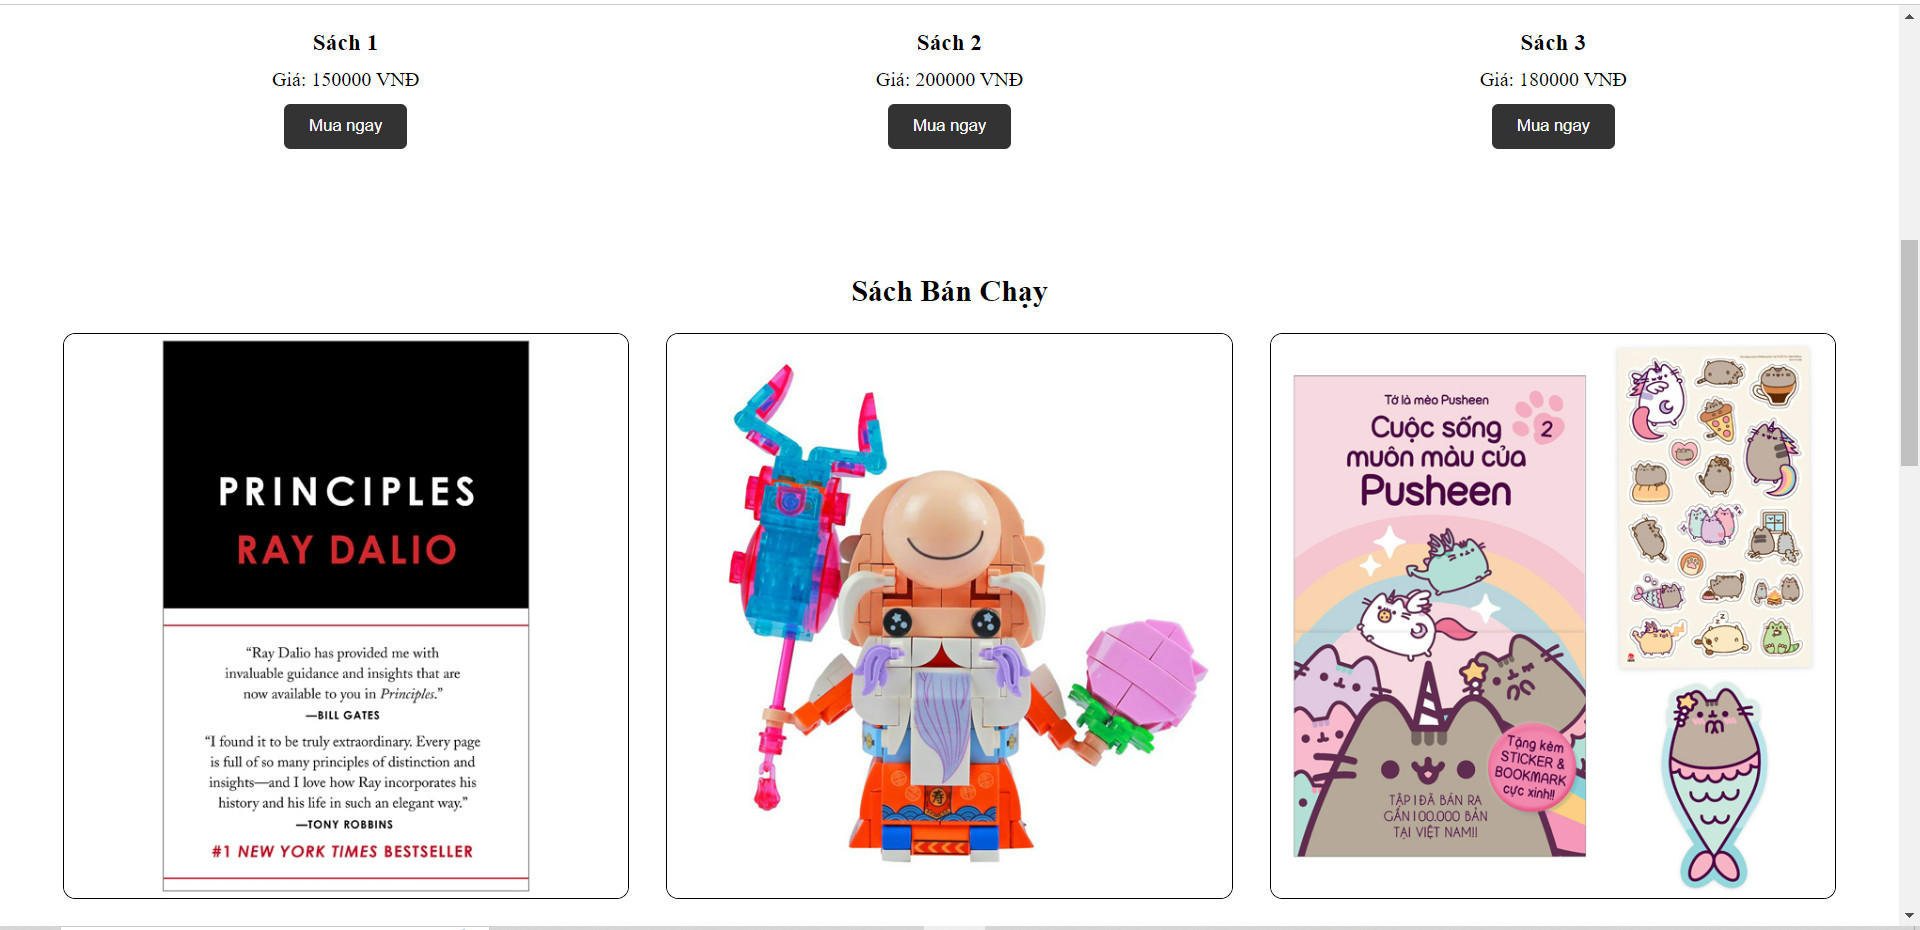 Sách 1
Giá: 150000 VNĐ
Mua ngay
Sách 2
Giá: 200000 VNĐ
Mua ngay
Sách 3
Giá: 180000 VNĐ
Mua ngay
Sách Bán Chạy
PRINCIPLES
RAY DALIO
“Ray Dalio has provided me with
invaluable guidance and insights that are
now available to you in Principles.”
—BILL GATES
“I found it to be truly extraordinary. Every page
is full of so many principles of distinction and
insights—and I love how Ray incorporates his
history and his life in such an elegant way.”
—TONY ROBBINS
#1 NEW YORK TIMES BESTSELLER
寿
Tớ là mèo Pusheen
Cuộc sống
muôn màu của
Pusheen
2
Tặng kèm
STICKER &
BOOKMARK
cực xinh!!
TẬP 1 ĐÃ BÁN RA
GẦN 100.000 BẢN
TẠI VIỆT NAM!!